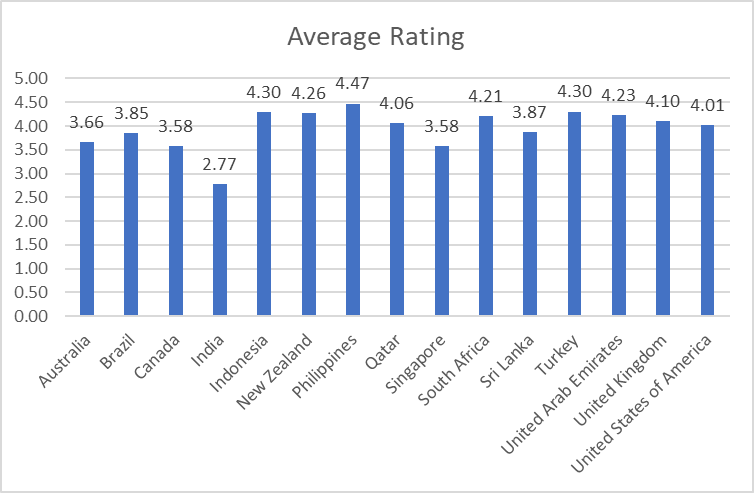 Average Rating
5.00
4.50
4.00
3.50
3.00
2.50
2.00
1.50
1.00
0.50
0.00
3.66
3.85
3.58
2.77
4.30
4.26
4.47
4.06
3.58
4.21
3.87
4.30
4.23
4.10
4.01
Australia
Brazil
Canada
India
Indonesia
New Zealand
Philippines
Qatar
Singapore
South Africa
Sri Lanka
Turkey
United Arab Emirates
United Kingdom
United States of America